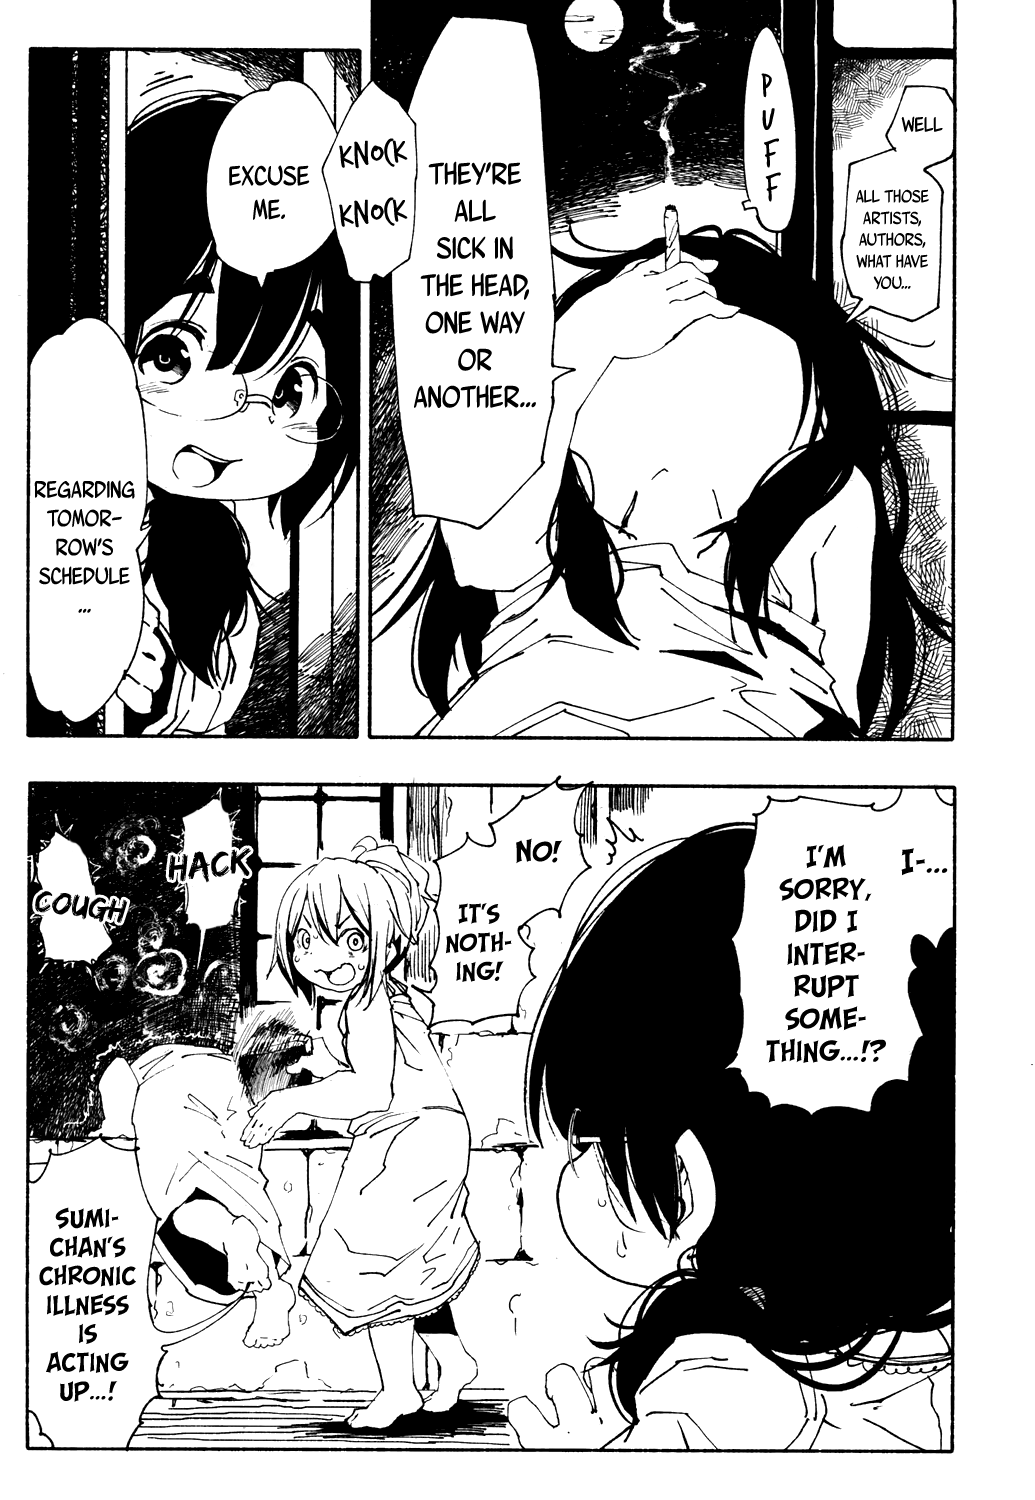 WELL
ALL THOSE
ARTISTS,
AUTHORS,
WHAT HAVE
YOU...
PUFF
THEY'RE
ALL
SICK IN
THE HEAD,
ONE WAY
OR
ANOTHER...
KNOCK
KNOCK
EXCUSE
ME.
REGARDING
TOMOR-
ROW'S
SCHEDULE
...
I-...
I'M
SORRY,
DID I
INTER-
RUPT
SOME-
THING...!?
NO!
IT'S
NOTH-
ING!
HACK
COUGH
SUMI-
CHAN'S
CHRONIC
ILLNESS
IS
ACTING
UP...!